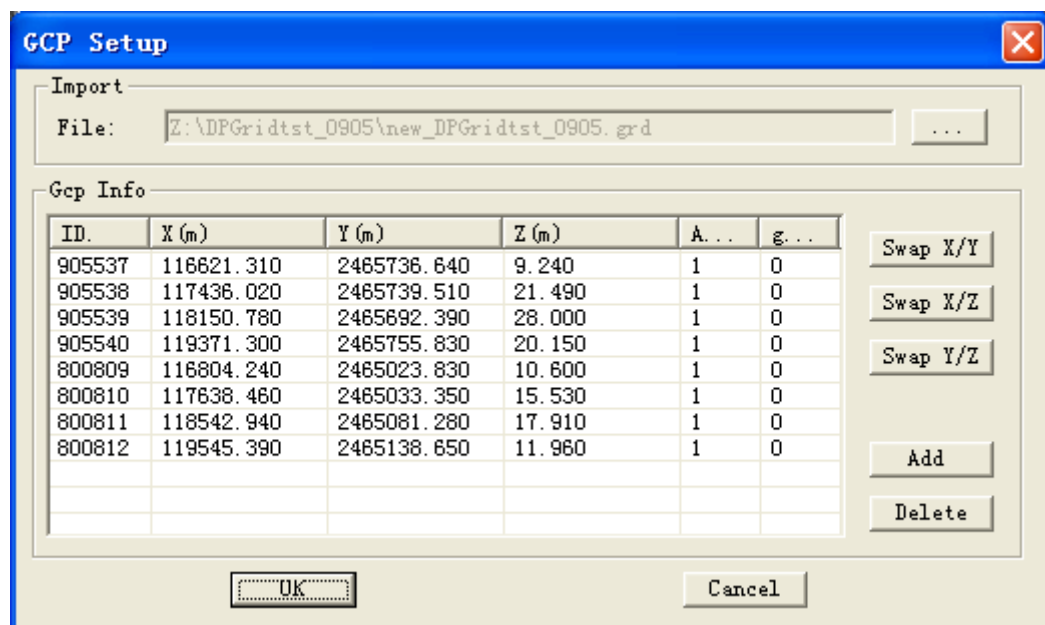 GCP Setup
Import
File: Z:\DPGridtst_0905\new_DPGridtst_0905.grd ...
Gcp Info
ID. X(m) Y(m) Z(m) A... g...
905537 116621.310 2465736.640 9.240 1 0
905538 117436.020 2465739.510 21.490 1 0
905539 118150.780 2465692.390 28.000 1 0
905540 119371.300 2465755.830 20.150 1 0
800809 116804.240 2465023.830 10.600 1 0
800810 117638.460 2465033.350 15.530 1 0
800811 118542.940 2465081.280 17.910 1 0
800812 119545.390 2465138.650 11.960 1 0
Swap X/Y
Swap X/Z
Swap Y/Z
Add
Delete
OK Cancel